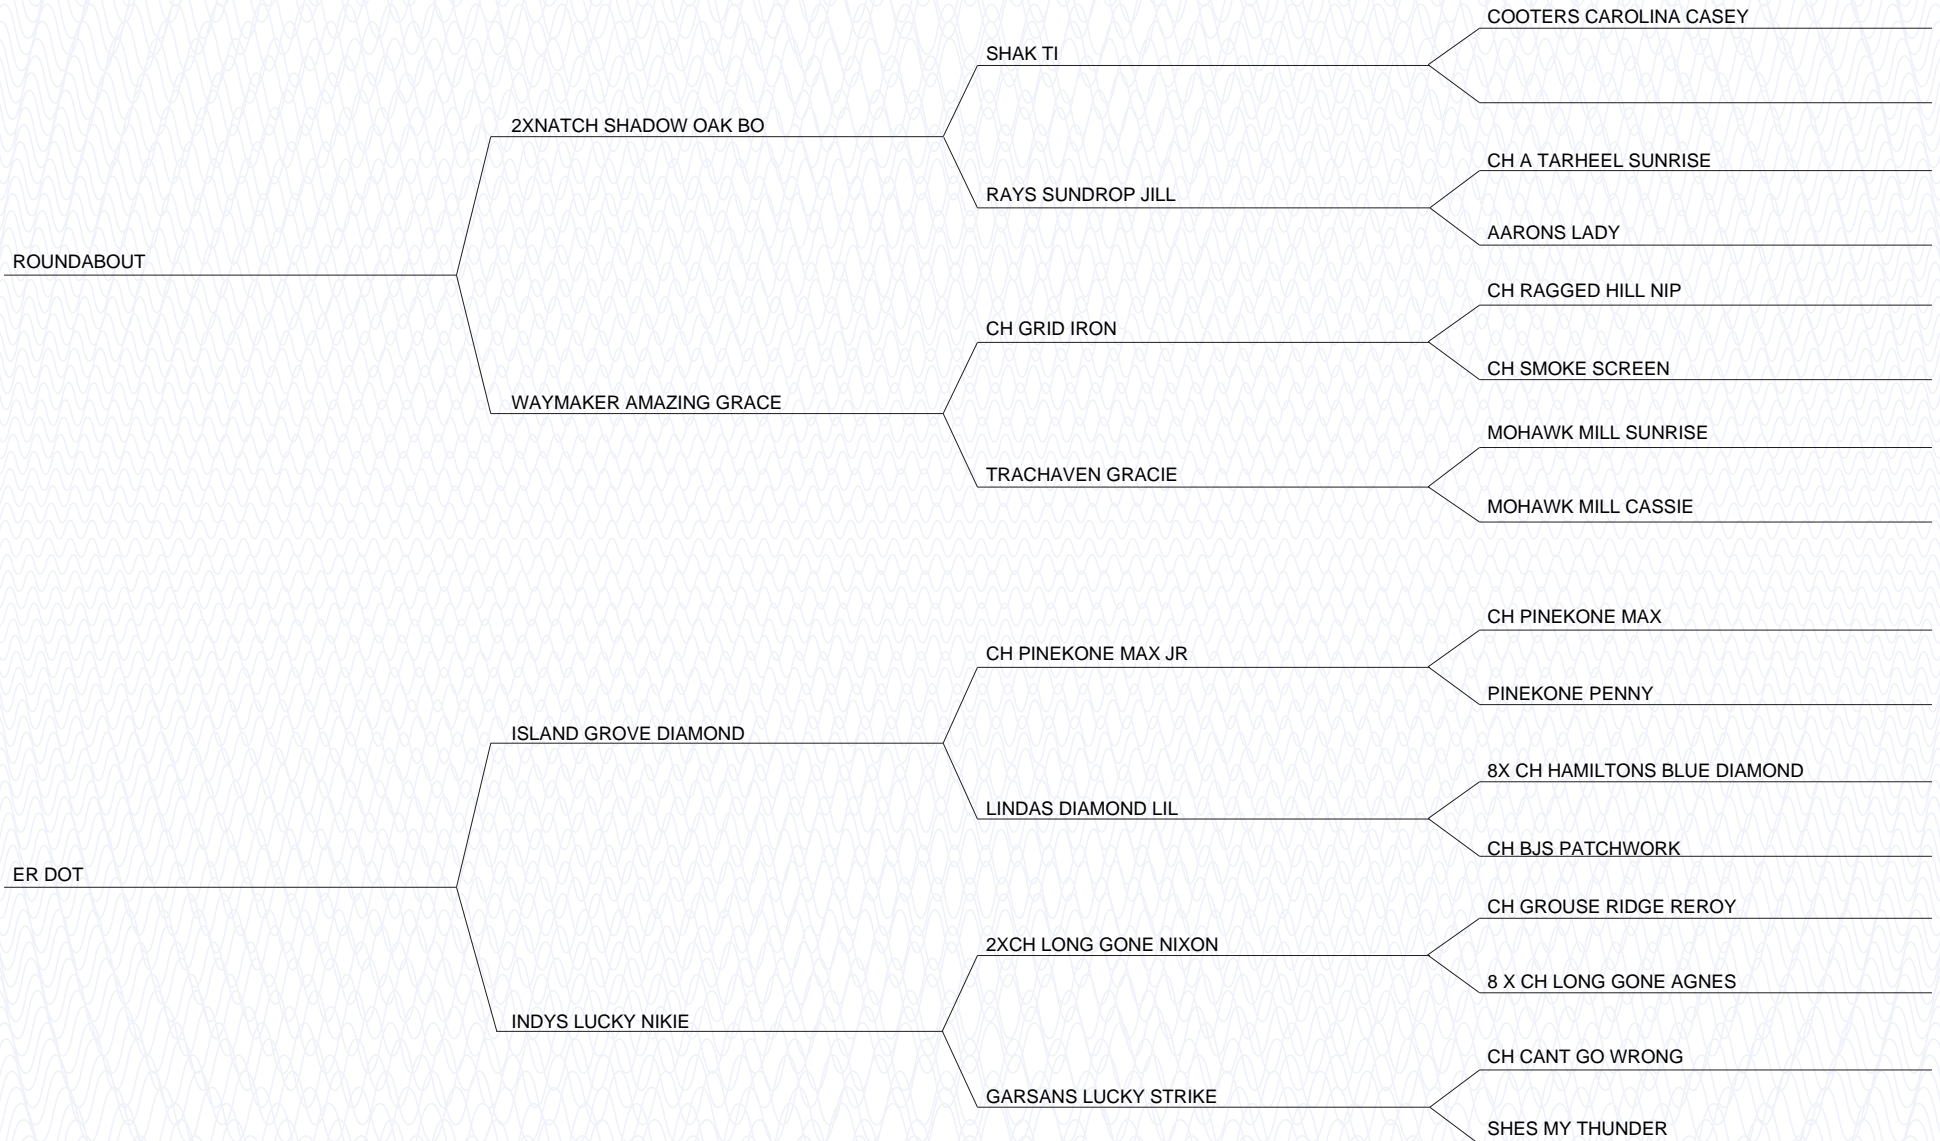 COOTERS CAROLINA CASEY
SHAK TI
2XNATCH SHADOW OAK BO
CH A TARHEEL SUNRISE
RAYS SUNDROP JILL
AARONS LADY
ROUNDABOUT
CH RAGGED HILL NIP
CH GRID IRON
CH SMOKE SCREEN
WAYMAKER AMAZING GRACE
MOHAWK MILL SUNRISE
TRACHAVEN GRACIE
MOHAWK MILL CASSIE
CH PINEKONE MAX
CH PINEKONE MAX JR
PINEKONE PENNY
ISLAND GROVE DIAMOND
8X CH HAMILTONS BLUE DIAMOND
LINDAS DIAMOND LIL
CH BJS PATCHWORK
ER DOT
CH GROUSE RIDGE REROY
2XCH LONG GONE NIXON
8 X CH LONG GONE AGNES
INDYS LUCKY NIKIE
CH CANT GO WRONG
GARSANS LUCKY STRIKE
SHES MY THUNDER